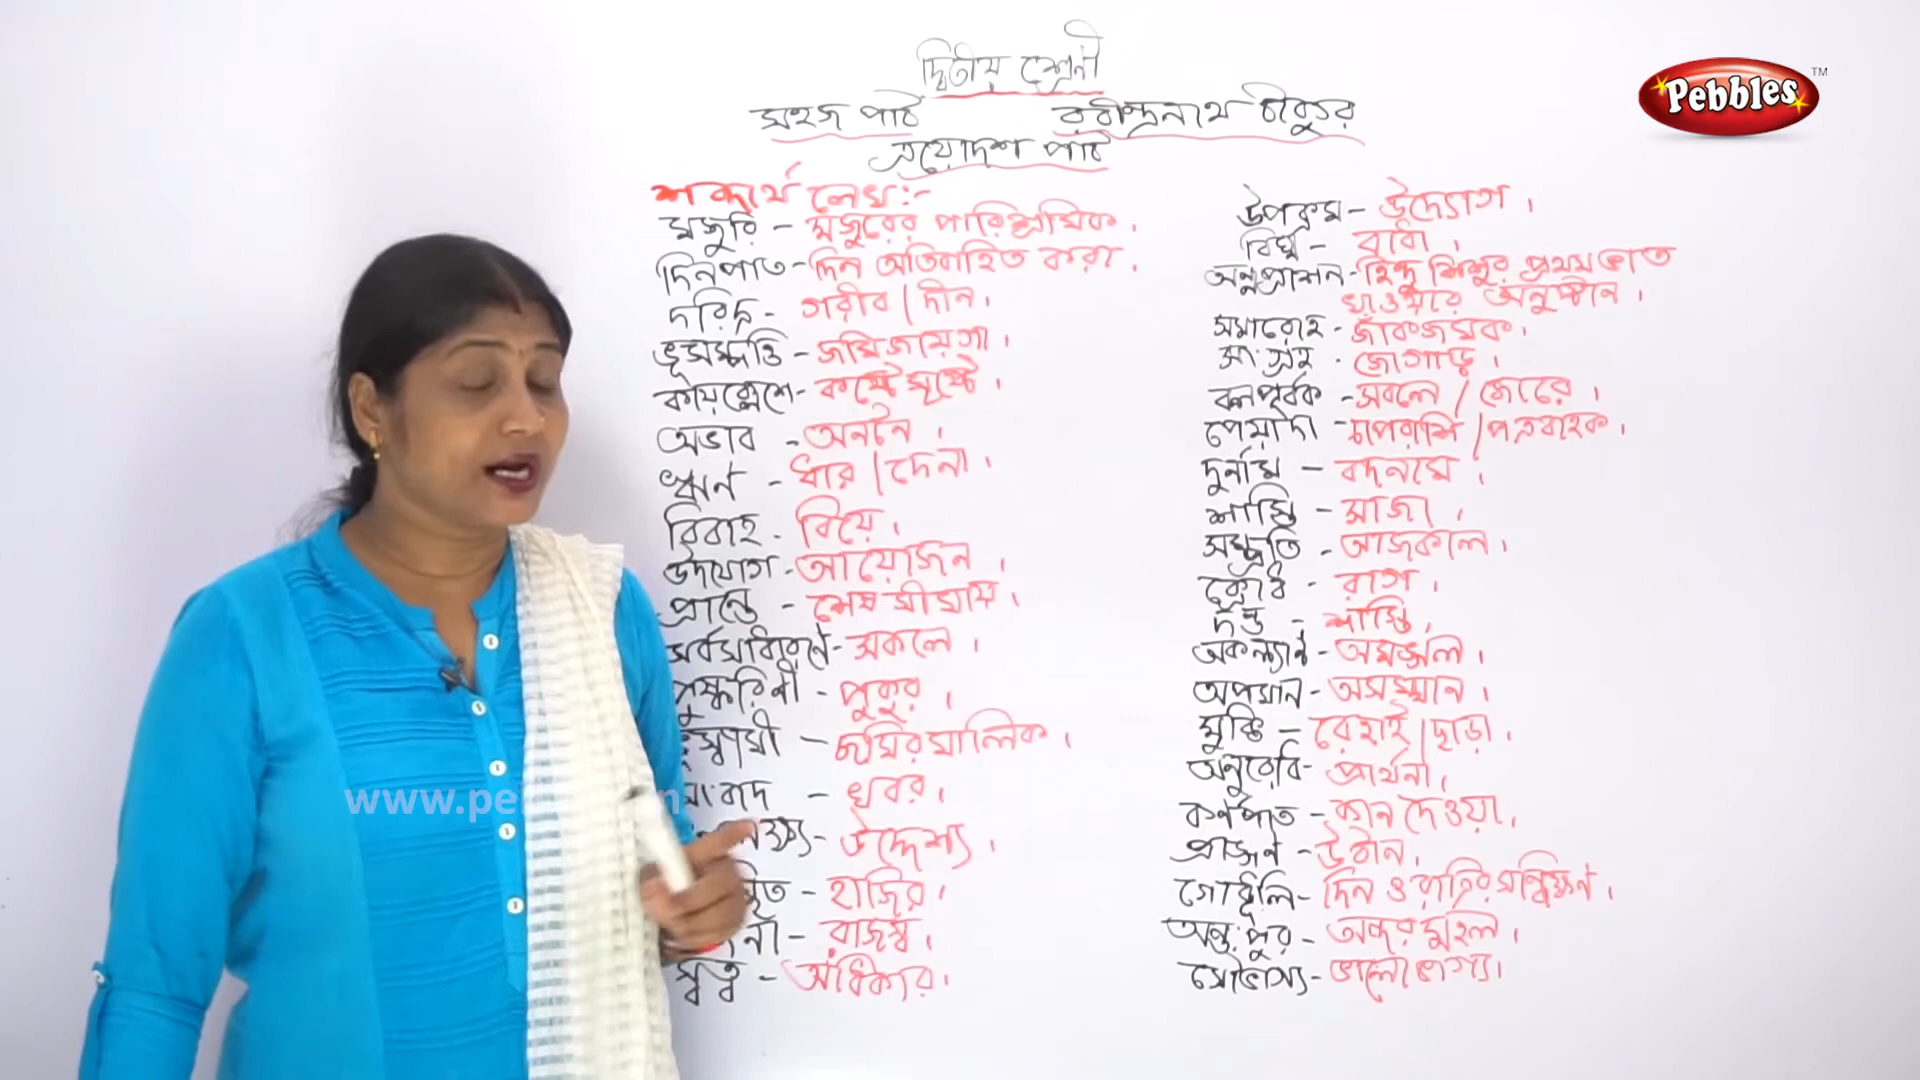 দ্বিতীয় শ্রেনী
সহজ পাঠ রবীন্দ্রনাথ ঠাকুর
ত্রয়োদশ পাঠ
শব্দার্থ লেখ:-
মজুরি - মজুরের পারিশ্রমিক।
দিনপাত - দিন অতিবাহিত করা।
দরিদ্র - গরীব / দীন।
ভূসম্পত্তি - জমিজায়গা।
কায়ক্লেশে - কষ্টেসৃষ্টে।
অভাব - অনটন।
ঋণ - ধার / দেনা।
বিবাহ - বিয়ে।
উদযোগ - আয়োজন।
প্রান্তে - শেষ সীমায়।
সর্বসাধিরণে - সকলে।
পুষ্করিণী - পুকুর।
ভূস্বামী - জমির মালিক।
সংবাদ - খবর।
- উদ্দেশ্য।
- হাজির।
- রাজস্ব।
স্বত্ব - অধিকার।
উপক্রম - উদ্যোগ।
বিঘ্ন - বাধা।
অন্নপ্রাশন - হিন্দু শিশুর প্রথম ভাত
খাওয়ার অনুষ্ঠান।
সমারোহ - জাঁকজমক।
সংগ্রহ - জোগাড়।
বলপূর্বক - সবলে / জোরে।
পেয়াদা - চাপরাশি / পত্রবাহক।
দুর্নাম - বদনাম।
শাস্তি - সাজা।
সম্প্রতি - আজকাল।
ক্রোধ - রাগ।
দণ্ড - শাস্তি।
অকল্যাণ - অমঙ্গল।
অপমান - অসম্মান।
মুক্তি - রেহাই / ছাড়া।
অনুরোধ - প্রার্থনা।
কর্ণপাত - কান দেওয়া।
প্রাঙ্গণ - উঠান।
গোধূলি - দিন ও রাত্রির সন্ধিক্ষণ।
অন্তঃপুর - অন্দরমহল।
সৌভাগ্য - ভালো ভাগ্য।
Pebbles TM